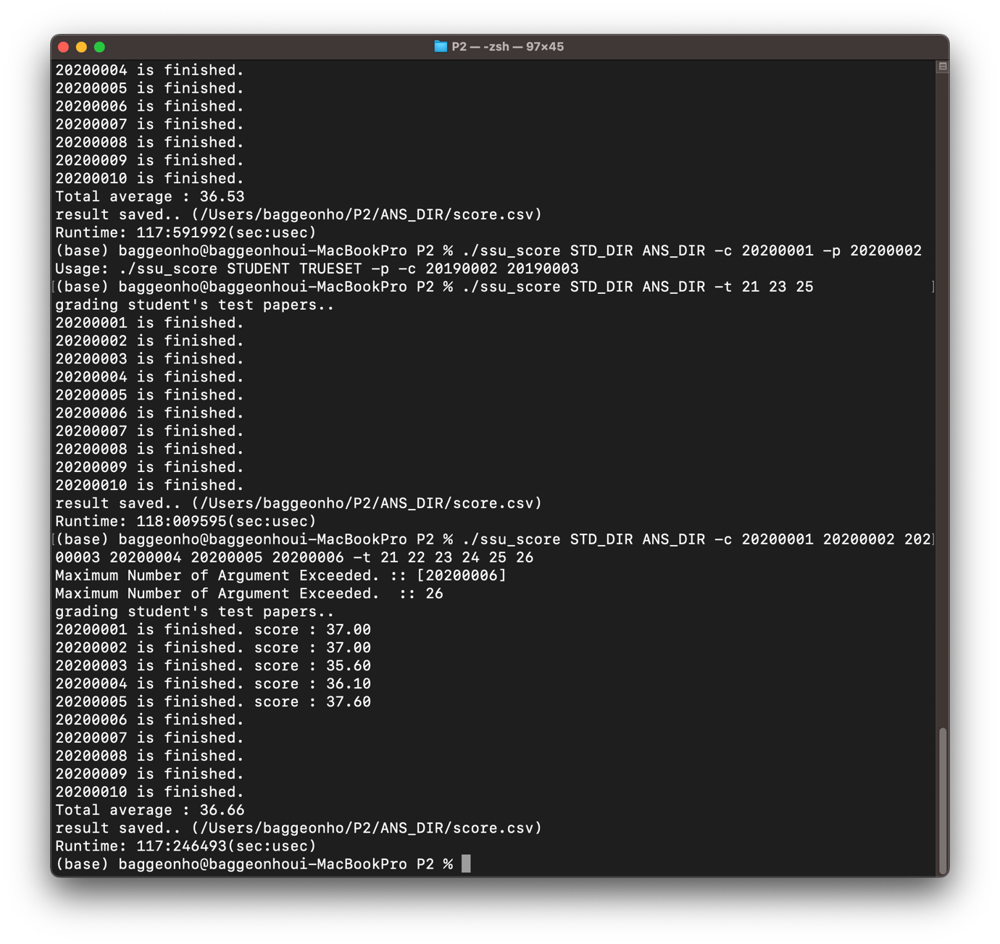 P2 — -zsh — 97×45
20200004 is finished.
20200005 is finished.
20200006 is finished.
20200007 is finished.
20200008 is finished.
20200009 is finished.
20200010 is finished.
Total average : 36.53
result saved.. (/Users/baggeonho/P2/ANS_DIR/score.csv)
Runtime: 117:591992(sec:usec)
(base) baggeonho@baggeonhoui-MacBookPro P2 % ./ssu_score STD_DIR ANS_DIR -c 20200001 -p 20200002
Usage: ./ssu_score STUDENT TRUESET -p -c 20190002 20190003
[(base) baggeonho@baggeonhoui-MacBookPro P2 % ./ssu_score STD_DIR ANS_DIR -t 21 23 25 ]
grading student's test papers..
20200001 is finished.
20200002 is finished.
20200003 is finished.
20200004 is finished.
20200005 is finished.
20200006 is finished.
20200007 is finished.
20200008 is finished.
20200009 is finished.
20200010 is finished.
result saved.. (/Users/baggeonho/P2/ANS_DIR/score.csv)
Runtime: 118:009595(sec:usec)
[(base) baggeonho@baggeonhoui-MacBookPro P2 % ./ssu_score STD_DIR ANS_DIR -c 20200001 20200002 202]
00003 20200004 20200005 20200006 -t 21 22 23 24 25 26
Maximum Number of Argument Exceeded. :: [20200006]
Maximum Number of Argument Exceeded.  :: 26
grading student's test papers..
20200001 is finished. score : 37.00
20200002 is finished. score : 37.00
20200003 is finished. score : 35.60
20200004 is finished. score : 36.10
20200005 is finished. score : 37.60
20200006 is finished.
20200007 is finished.
20200008 is finished.
20200009 is finished.
20200010 is finished.
Total average : 36.66
result saved.. (/Users/baggeonho/P2/ANS_DIR/score.csv)
Runtime: 117:246493(sec:usec)
(base) baggeonho@baggeonhoui-MacBookPro P2 %